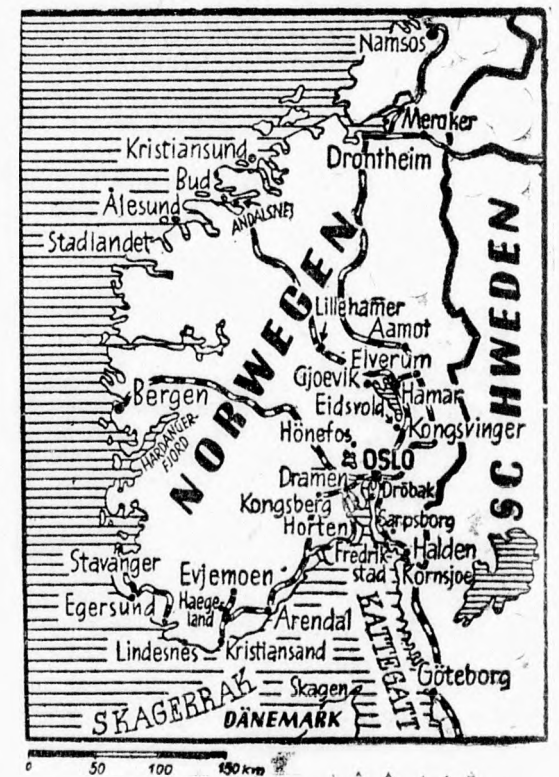 Namsos
Meraker
Drontheim
Kristiansund
Bud
Ålesund
ANDALSNES
Stadlandet
NORWEGEN
SCHWEDEN
Lillehamer
Aamot
Elverum
Gjoevik
Hamar
Eidsvold
Kongsvinger
Bergen
HARDANGER-
FJORD
Hönefos
OSLO
Dramen
Dröbak
Kongsberg
Sarpsborg
Horten
Fredrik-
stad
Halden
Kornsjoe
Stavanger
Evjemoen
Haege-
land
Egersund
Arendal
Lindesnes
Kristiansand
KATTEGATT
Göteborg
Skagen
SKAGERRAK
DÄNEMARK
0 50 100 150 km